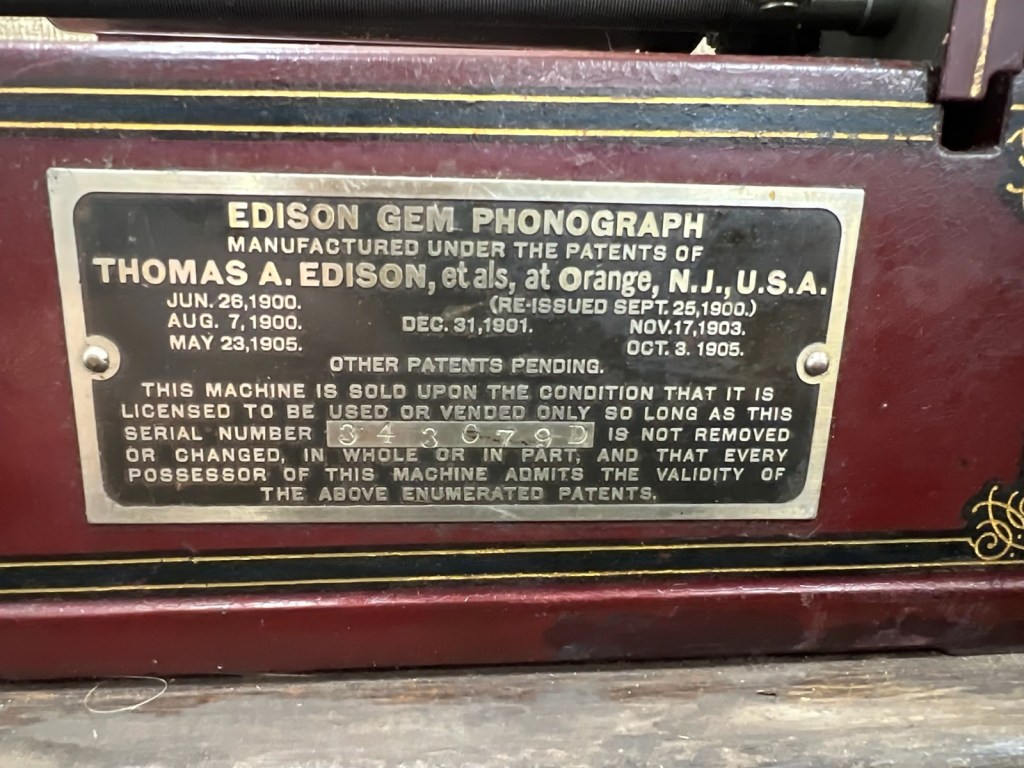 EDISON GEM PHONOGRAPH
MANUFACTURED UNDER THE PATENTS OF
THOMAS A. EDISON, et als, at Orange, N.J., U.S.A.
JUN. 26, 1900. (RE-ISSUED SEPT. 25, 1900.)
AUG. 7, 1900. DEC. 31, 1901. NOV. 17, 1903.
MAY 23, 1905. OCT. 3. 1905.
OTHER PATENTS PENDING.
THIS MACHINE IS SOLD UPON THE CONDITION THAT IT IS
LICENSED TO BE USED OR VENDED ONLY SO LONG AS THIS
SERIAL NUMBER 343079D IS NOT REMOVED
OR CHANGED, IN WHOLE OR IN PART, AND THAT EVERY
POSSESSOR OF THIS MACHINE ADMITS THE VALIDITY OF
THE ABOVE ENUMERATED PATENTS.